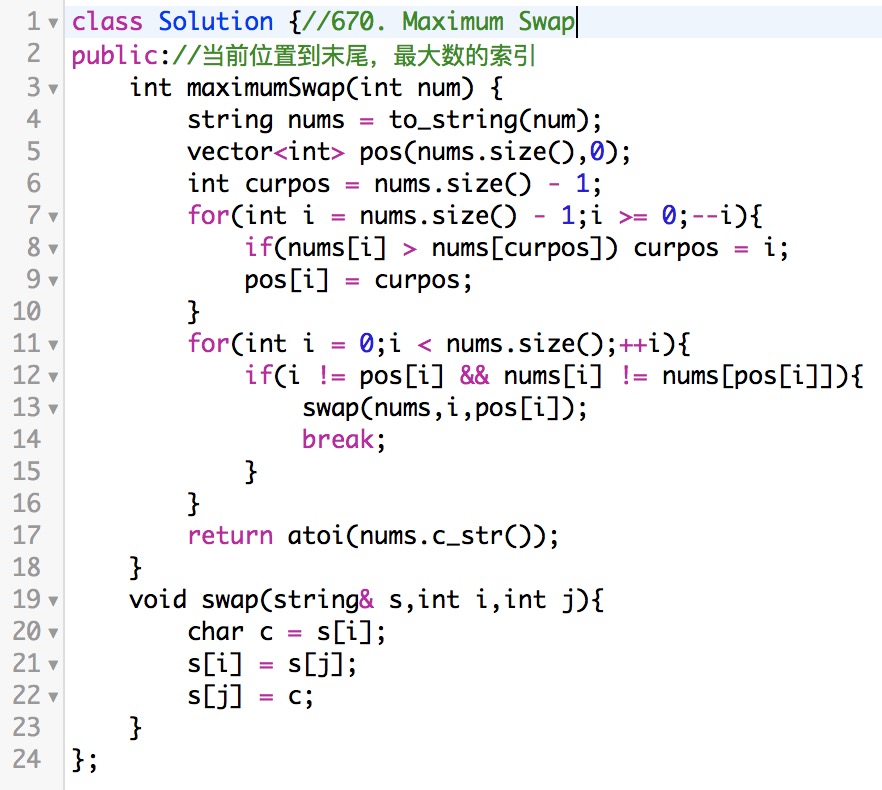 1 class Solution {//670. Maximum Swap
2 public://当前位置到末尾，最大数的索引
3     int maximumSwap(int num) {
4         string nums = to_string(num);
5         vector<int> pos(nums.size(),0);
6         int curpos = nums.size() - 1;
7         for(int i = nums.size() - 1;i >= 0;--i){
8             if(nums[i] > nums[curpos]) curpos = i;
9             pos[i] = curpos;
10         }
11         for(int i = 0;i < nums.size();++i){
12             if(i != pos[i] && nums[i] != nums[pos[i]]){
13                 swap(nums,i,pos[i]);
14                 break;
15             }
16         }
17         return atoi(nums.c_str());
18     }
19     void swap(string& s,int i,int j){
20         char c = s[i];
21         s[i] = s[j];
22         s[j] = c;
23     }
24 };